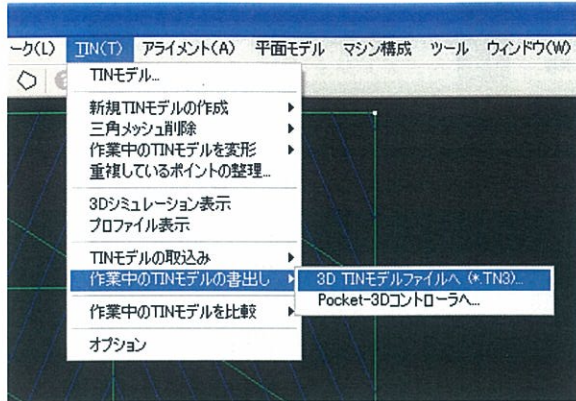 ーク(L) TIN(T) アライメント(A) 平面モデル マシン構成 ツール ウィンドウ(W)
TINモデル...
新規TINモデルの作成
三角メッシュ削除
作業中のTINモデルを変形
重複しているポイントの整理...
3Dシミュレーション表示
プロファイル表示
TINモデルの取込み
作業中のTINモデルの書出し
3D TINモデルファイルへ (*.TN3)...
Pocket-3Dコントローラへ...
作業中のTINモデルを比較
オプション